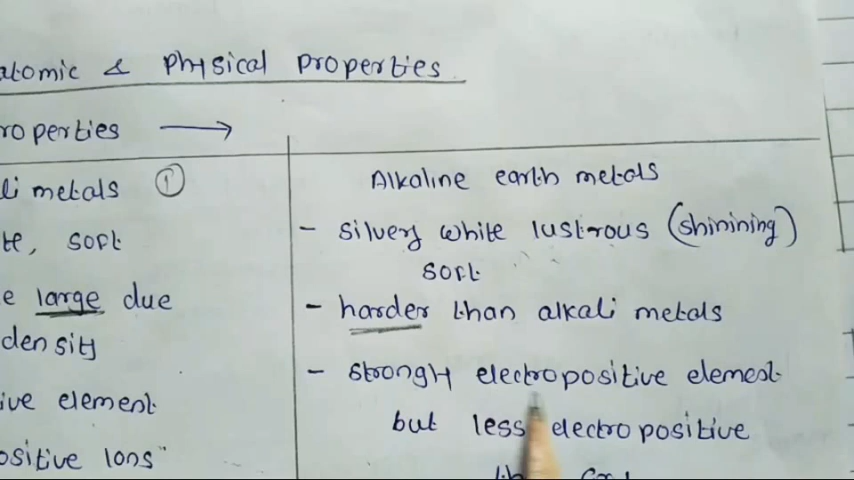 atomic & Physical properties
roperties →
li metals ①
te, soft
e large due
density
ive element
ositive Ions"
Alkaline earth metals
- silvery white lustrous (shinining)
soft
- harder than alkali metals
- strongly electropositive element
but less electropositive